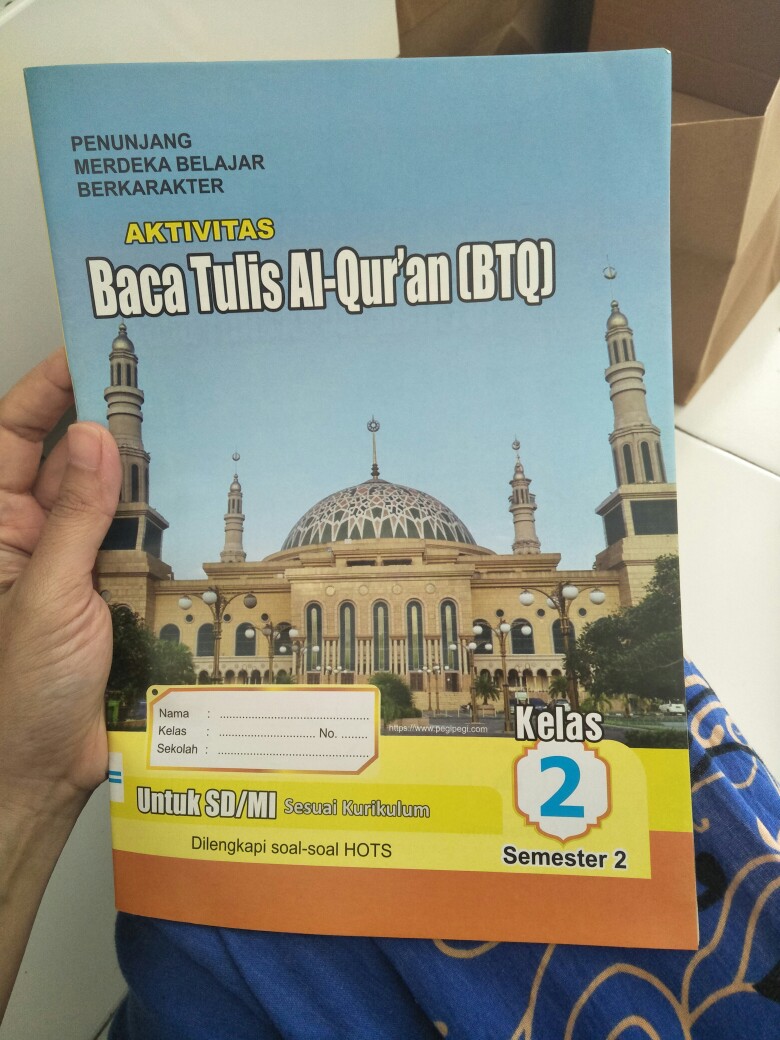 PENUNJANG
MERDEKA BELAJAR
BERKARAKTER
AKTIVITAS
Baca Tulis Al-Qur'an (BTQ)
Nama : ..........................................
Kelas : .......................... No. .......
Sekolah : ..........................................
https://www.pegipegi.com
Kelas
2
Semester 2
Untuk SD/MI Sesuai Kurikulum
Dilengkapi soal-soal HOTS